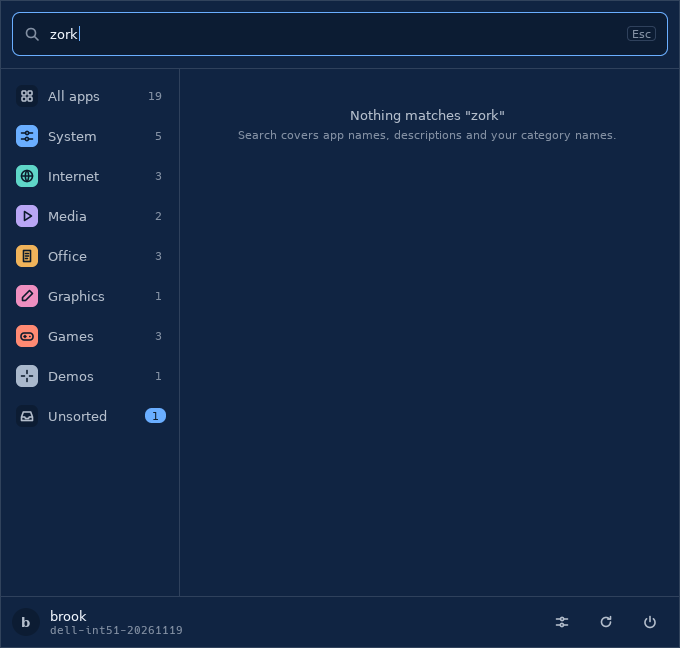 zork
Esc
All apps 19
System 5
Internet 3
Media 2
Office 3
Graphics 1
Games 3
Demos 1
Unsorted 1
Nothing matches "zork"
Search covers app names, descriptions and your category names.
b
brook
dell-int51-20261119